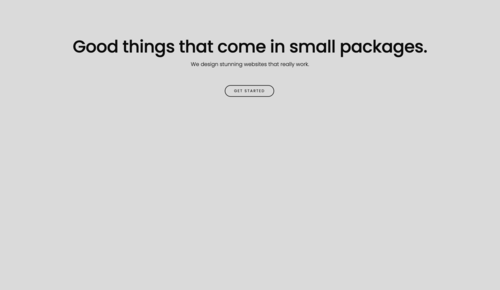 Good things that come in small packages.
We design stunning websites that really work.
GET STARTED